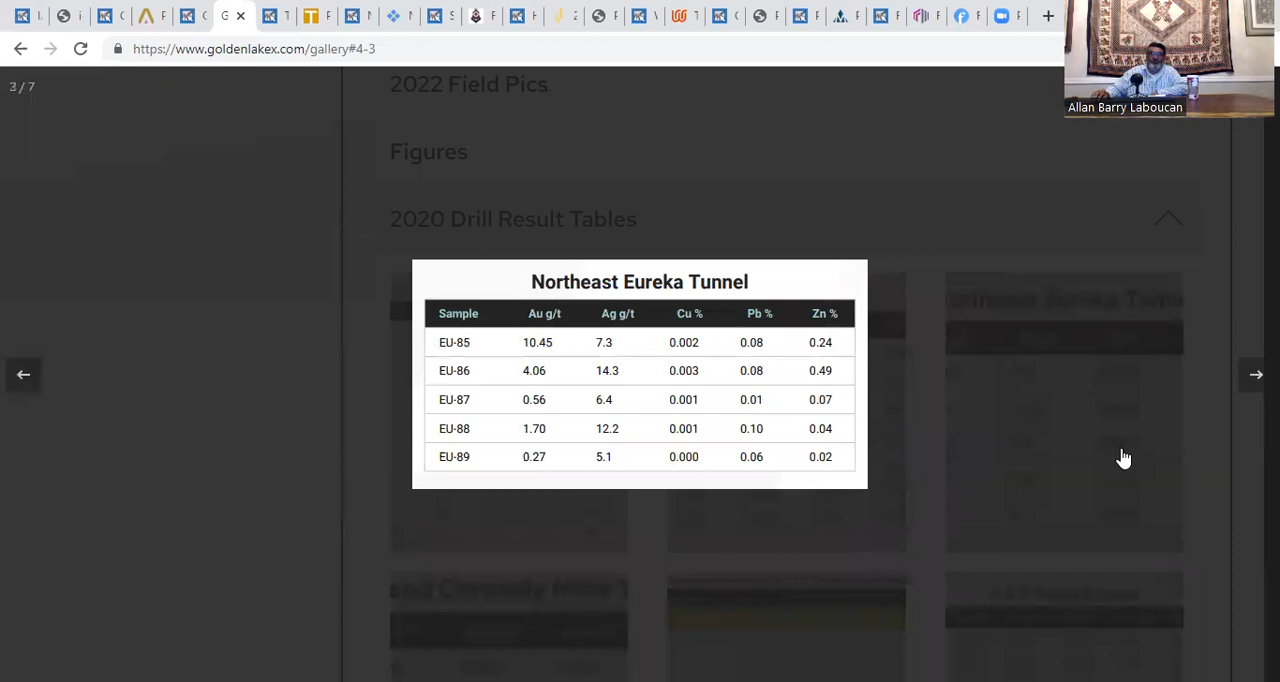 https://www.goldenlakex.com/gallery#4-3
3 / 7
2022 Field Pics
Figures
2020 Drill Result Tables
Northeast Eureka Tunnel
Sample Au g/t Ag g/t Cu % Pb % Zn %
EU-85 10.45 7.3 0.002 0.08 0.24
EU-86 4.06 14.3 0.003 0.08 0.49
EU-87 0.56 6.4 0.001 0.01 0.07
EU-88 1.70 12.2 0.001 0.10 0.04
EU-89 0.27 5.1 0.000 0.06 0.02
Allan Barry Laboucan